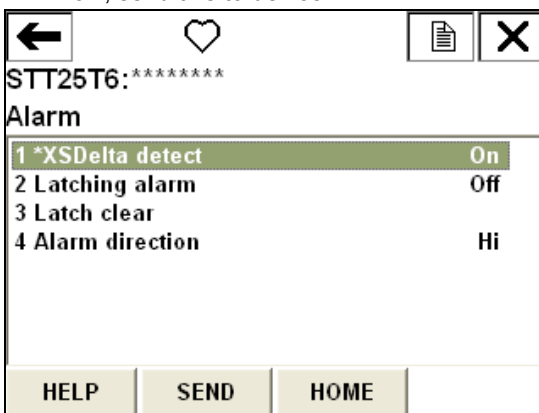 STT25T6:********
Alarm
1 *XSDelta detect On
2 Latching alarm Off
3 Latch clear
4 Alarm direction Hi
HELP SEND HOME